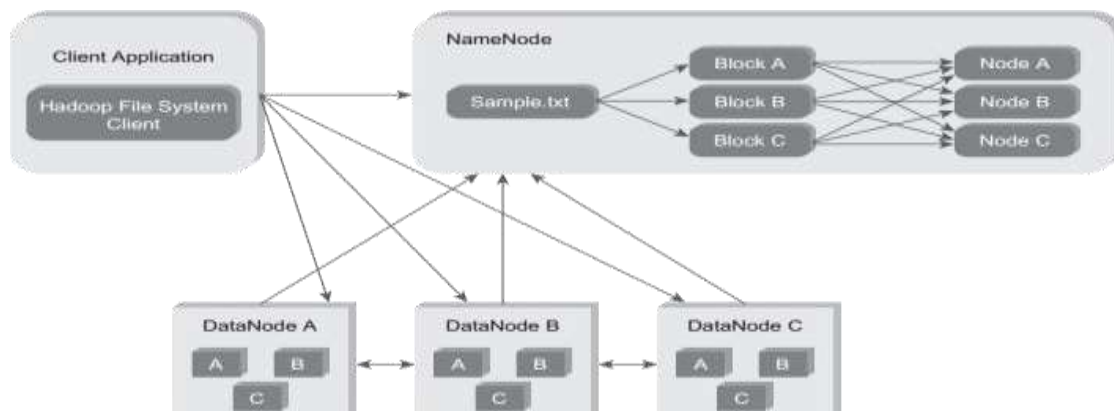 Client Application
Hadoop File System
Client
NameNode
Sample.txt
Block A
Block B
Block C
Node A
Node B
Node C
DataNode A
A
B
C
DataNode B
A
B
C
DataNode C
A
B
C